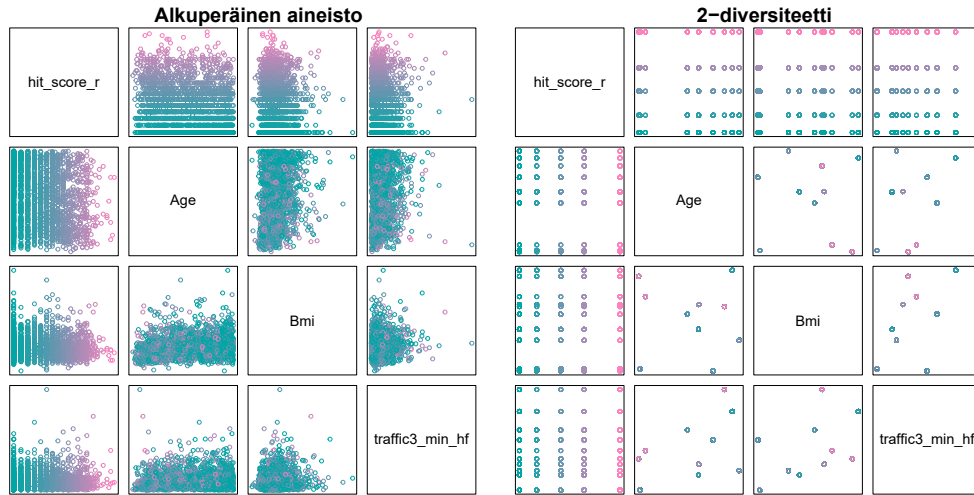 Alkuperäinen aineisto
2−diversiteetti
hit_score_r
hit_score_r
Age
Age
Bmi
Bmi
traffic3_min_hf
traffic3_min_hf